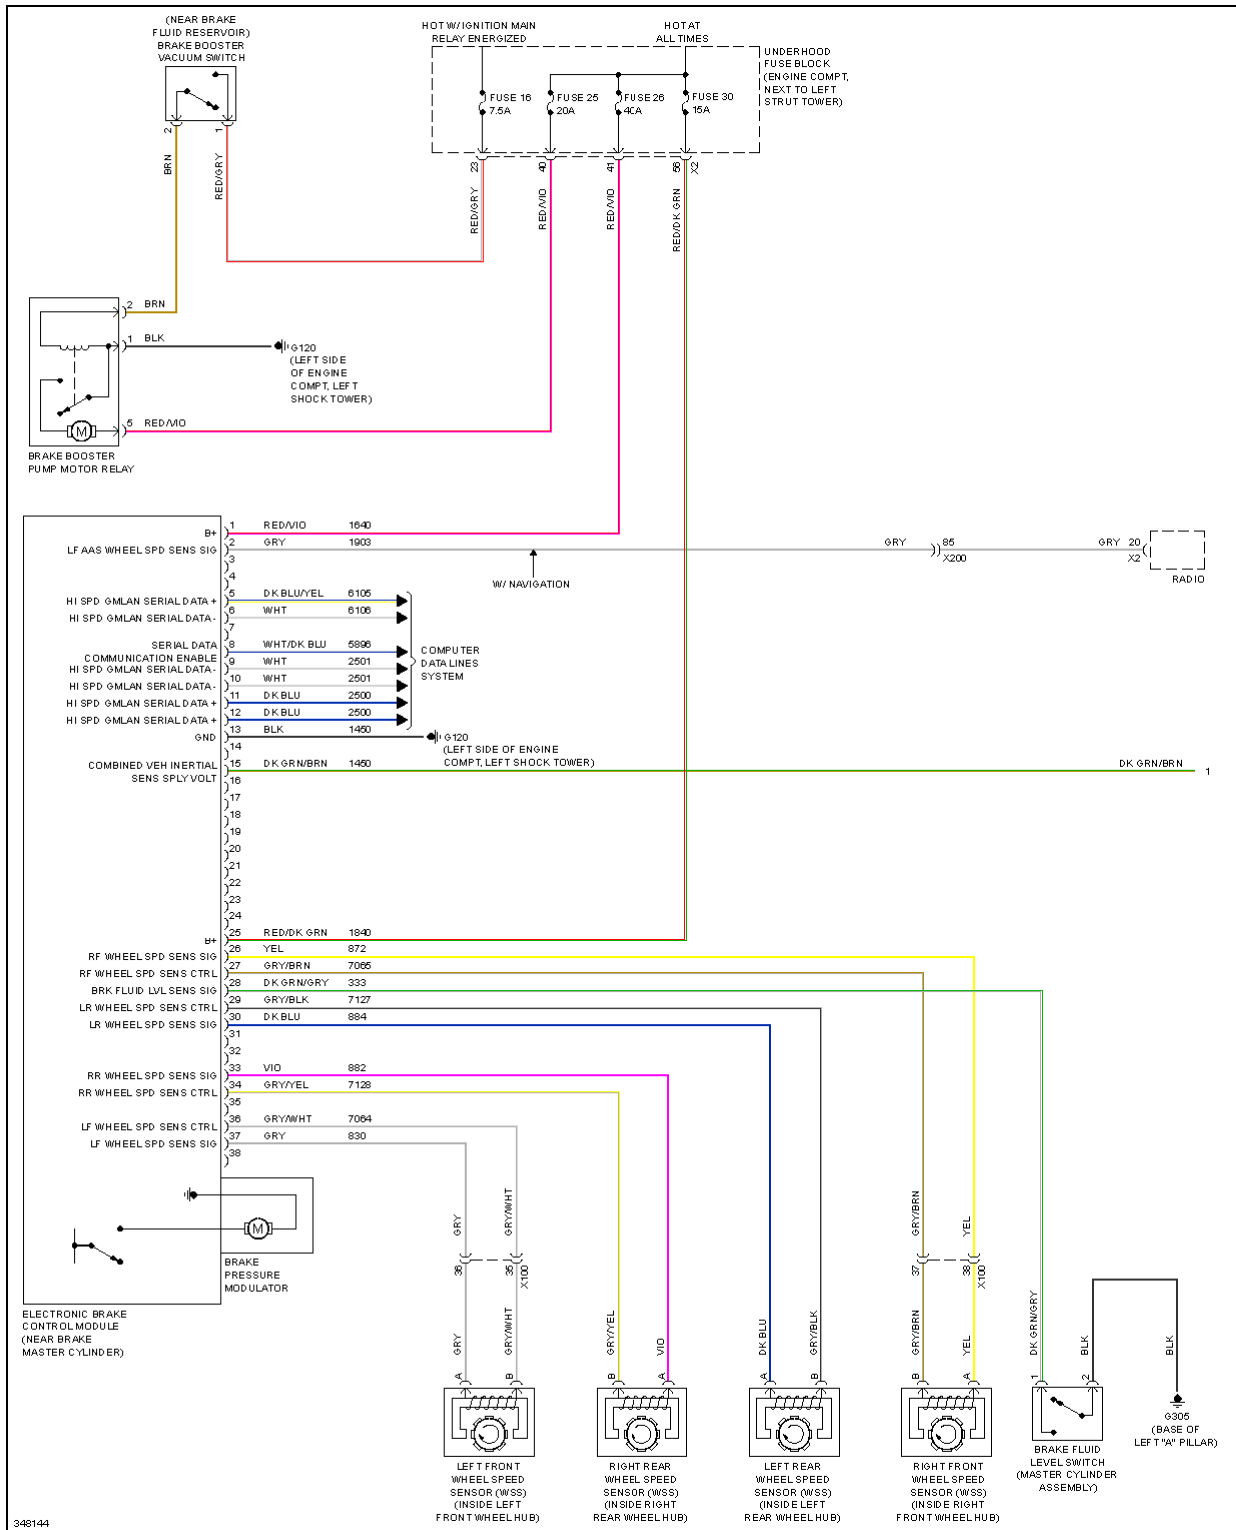 (NEAR BRAKE
FLUID RESERVOIR)
BRAKE BOOSTER
VACUUM SWITCH
HOT W/ IGNITION MAIN
RELAY ENERGIZED
HOT AT
ALL TIMES
UNDERHOOD
FUSE BLOCK
(ENGINE COMPT,
NEXT TO LEFT
STRUT TOWER)
FUSE 16
7.5A
FUSE 25
20A
FUSE 26
40A
FUSE 30
15A
2
1
23
40
41
56
X2
BRN
RED/GRY
RED/GRY
RED/VIO
RED/VIO
RED/DK GRN
2 BRN
1 BLK
G120
(LEFT SIDE
OF ENGINE
COMPT, LEFT
SHOCK TOWER)
5 RED/VIO
M
BRAKE BOOSTER
PUMP MOTOR RELAY
B+ 1 RED/VIO 1640
LF AAS WHEEL SPD SENS SIG 2 GRY 1903
GRY 85
X200
GRY 20
X2
RADIO
W/ NAVIGATION
3
4
HI SPD GMLAN SERIAL DATA + 5 DK BLU/YEL 6105
HI SPD GMLAN SERIAL DATA- 6 WHT 6106
7
SERIAL DATA
COMMUNICATION ENABLE 8 WHT/DK BLU 5896
HI SPD GMLAN SERIAL DATA- 9 WHT 2501
HI SPD GMLAN SERIAL DATA- 10 WHT 2501
HI SPD GMLAN SERIAL DATA + 11 DK BLU 2500
HI SPD GMLAN SERIAL DATA + 12 DK BLU 2500
COMPUTER
DATA LINES
SYSTEM
GND 13 BLK 1450
G120
(LEFT SIDE OF ENGINE
COMPT, LEFT SHOCK TOWER)
14
COMBINED VEH INERTIAL
SENS SPLY VOLT 15 DK GRN/BRN 1450
DK GRN/BRN 1
16
17
18
19
20
21
22
23
24
B+ 25 RED/DK GRN 1840
RF WHEEL SPD SENS SIG 26 YEL 872
RF WHEEL SPD SENS CTRL 27 GRY/BRN 7065
BRK FLUID LVL SENS SIG 28 DK GRN/GRY 333
LR WHEEL SPD SENS CTRL 29 GRY/BLK 7127
LR WHEEL SPD SENS SIG 30 DK BLU 884
31
32
RR WHEEL SPD SENS SIG 33 VIO 882
RR WHEEL SPD SENS CTRL 34 GRY/YEL 7128
35
LF WHEEL SPD SENS CTRL 36 GRY/WHT 7064
LF WHEEL SPD SENS SIG 37 GRY 830
38
M
BRAKE
PRESSURE
MODULATOR
ELECTRONIC BRAKE
CONTROL MODULE
(NEAR BRAKE
MASTER CYLINDER)
GRY
GRY/WHT
GRY/BRN
YEL
36
35
X100
37
38
X100
GRY
GRY/WHT
GRY/YEL
VIO
DK BLU
GRY/BLK
GRY/BRN
YEL
DK GRN/GRY
BLK
BLK
A
B
B
A
A
B
B
A
1
2
LEFT FRONT
WHEEL SPEED
SENSOR (WSS)
(INSIDE LEFT
FRONT WHEEL HUB)
RIGHT REAR
WHEEL SPEED
SENSOR (WSS)
(INSIDE RIGHT
REAR WHEEL HUB)
LEFT REAR
WHEEL SPEED
SENSOR (WSS)
(INSIDE LEFT
REAR WHEEL HUB)
RIGHT FRONT
WHEEL SPEED
SENSOR (WSS)
(INSIDE RIGHT
FRONT WHEEL HUB)
BRAKE FLUID
LEVEL SWITCH
(MASTER CYLINDER
ASSEMBLY)
G305
(BASE OF
LEFT "A" PILLAR)
348144